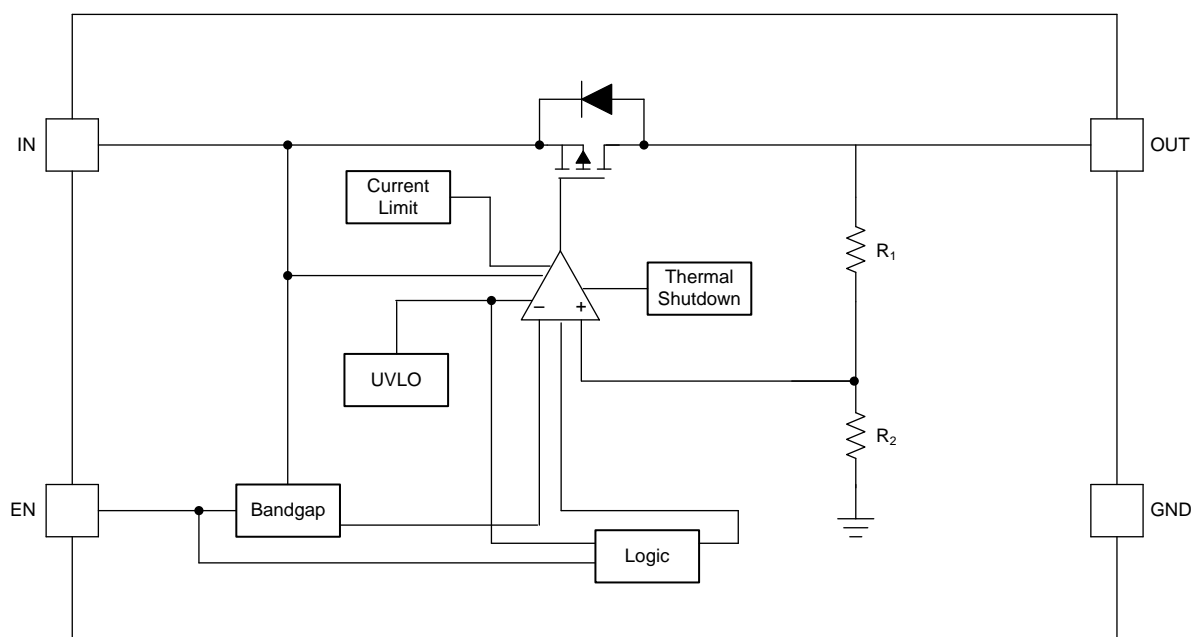 IN
OUT
Current
Limit
R₁
Thermal
Shutdown
− +
UVLO
R₂
EN
Bandgap
GND
Logic